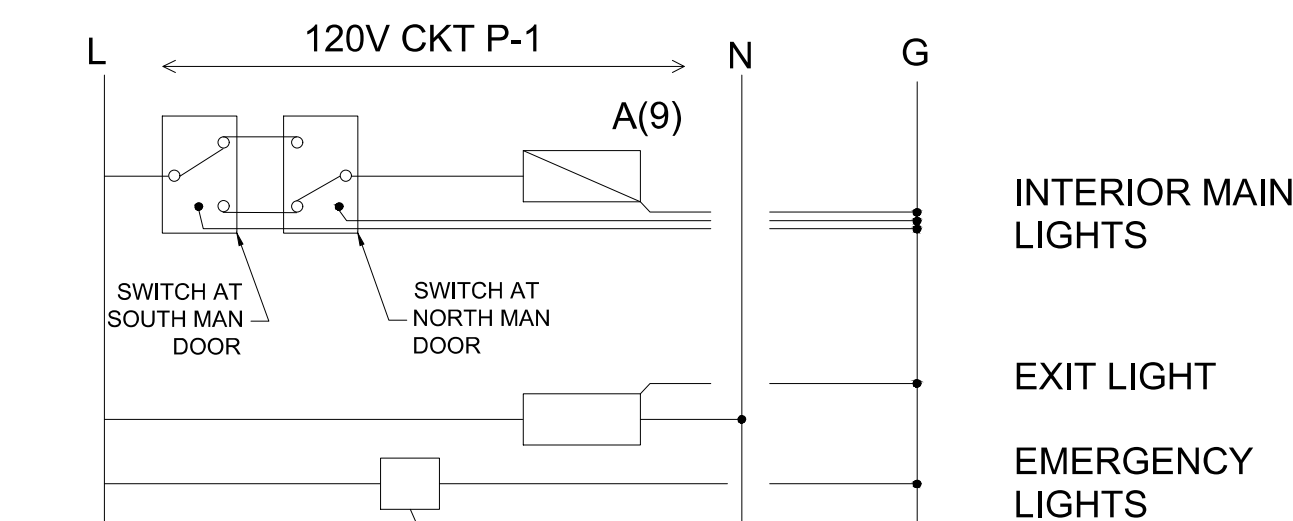 120V CKT P-1
L
N
G
A(9)
INTERIOR MAIN
LIGHTS
SWITCH AT
SOUTH MAN
DOOR
SWITCH AT
NORTH MAN
DOOR
EXIT LIGHT
EMERGENCY
LIGHTS